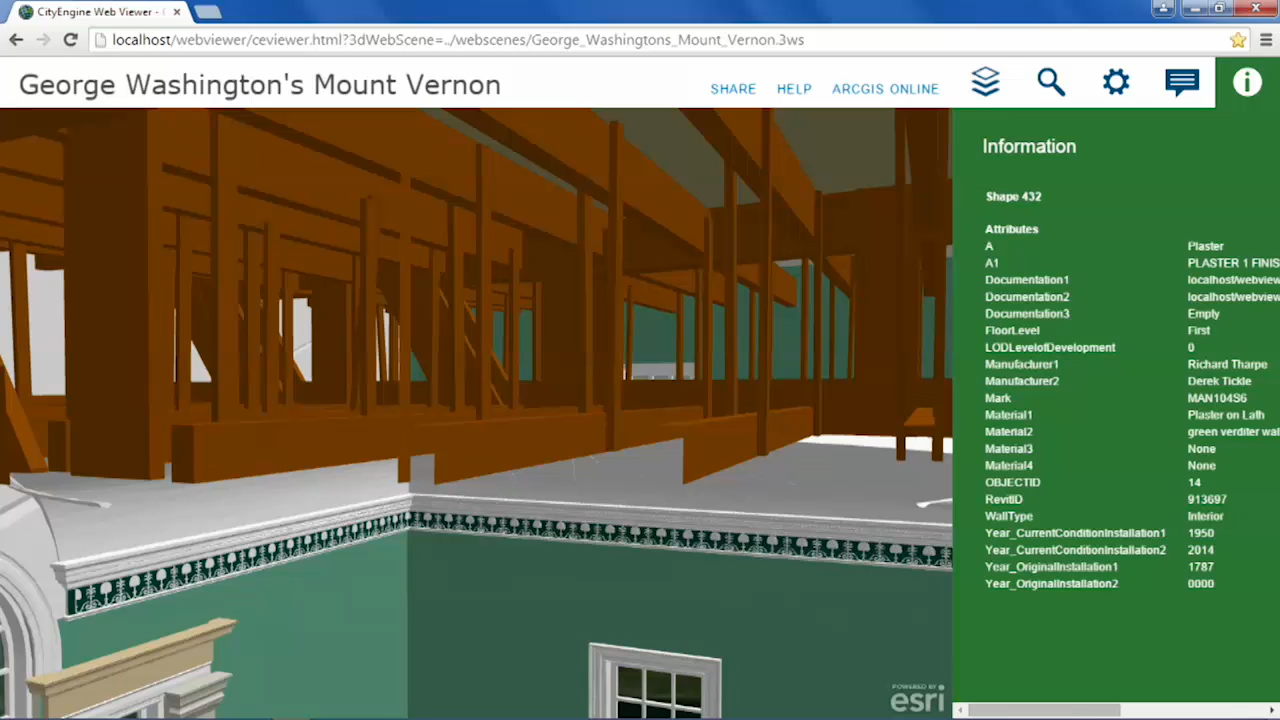 CityEngine Web Viewer -
localhost/webviewer/ceviewer.html?3dWebScene=../webscenes/George_Washingtons_Mount_Vernon.3ws
George Washington's Mount Vernon
SHARE HELP ARCGIS ONLINE
Information
Shape 432
Attributes
A Plaster
A1 PLASTER 1 FINIS
Documentation1 localhost/webview
Documentation2 localhost/webview
Documentation3 Empty
FloorLevel First
LODLevelofDevelopment 0
Manufacturer1 Richard Tharpe
Manufacturer2 Derek Tickle
Mark MAN104S6
Material1 Plaster on Lath
Material2 green verditer wal
Material3 None
Material4 None
OBJECTID 14
RevitID 913697
WallType Interior
Year_CurrentConditionInstallation1 1950
Year_CurrentConditionInstallation2 2014
Year_OriginalInstallation1 1787
Year_OriginalInstallation2 0000
POWERED BY
esri